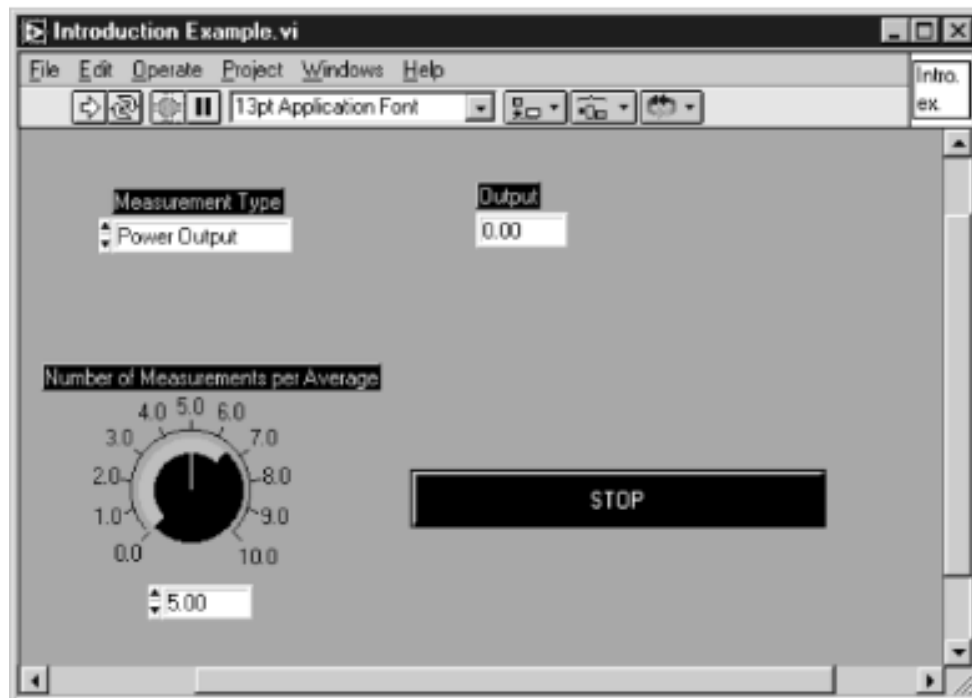 Introduction Example.vi
File Edit Operate Project Windows Help
Intro.
ex.
13pt Application Font
Measurement Type
Power Output
Output
0.00
Number of Measurements per Average
0.0
1.0
2.0
3.0
4.0
5.0
6.0
7.0
8.0
9.0
10.0
5.00
STOP